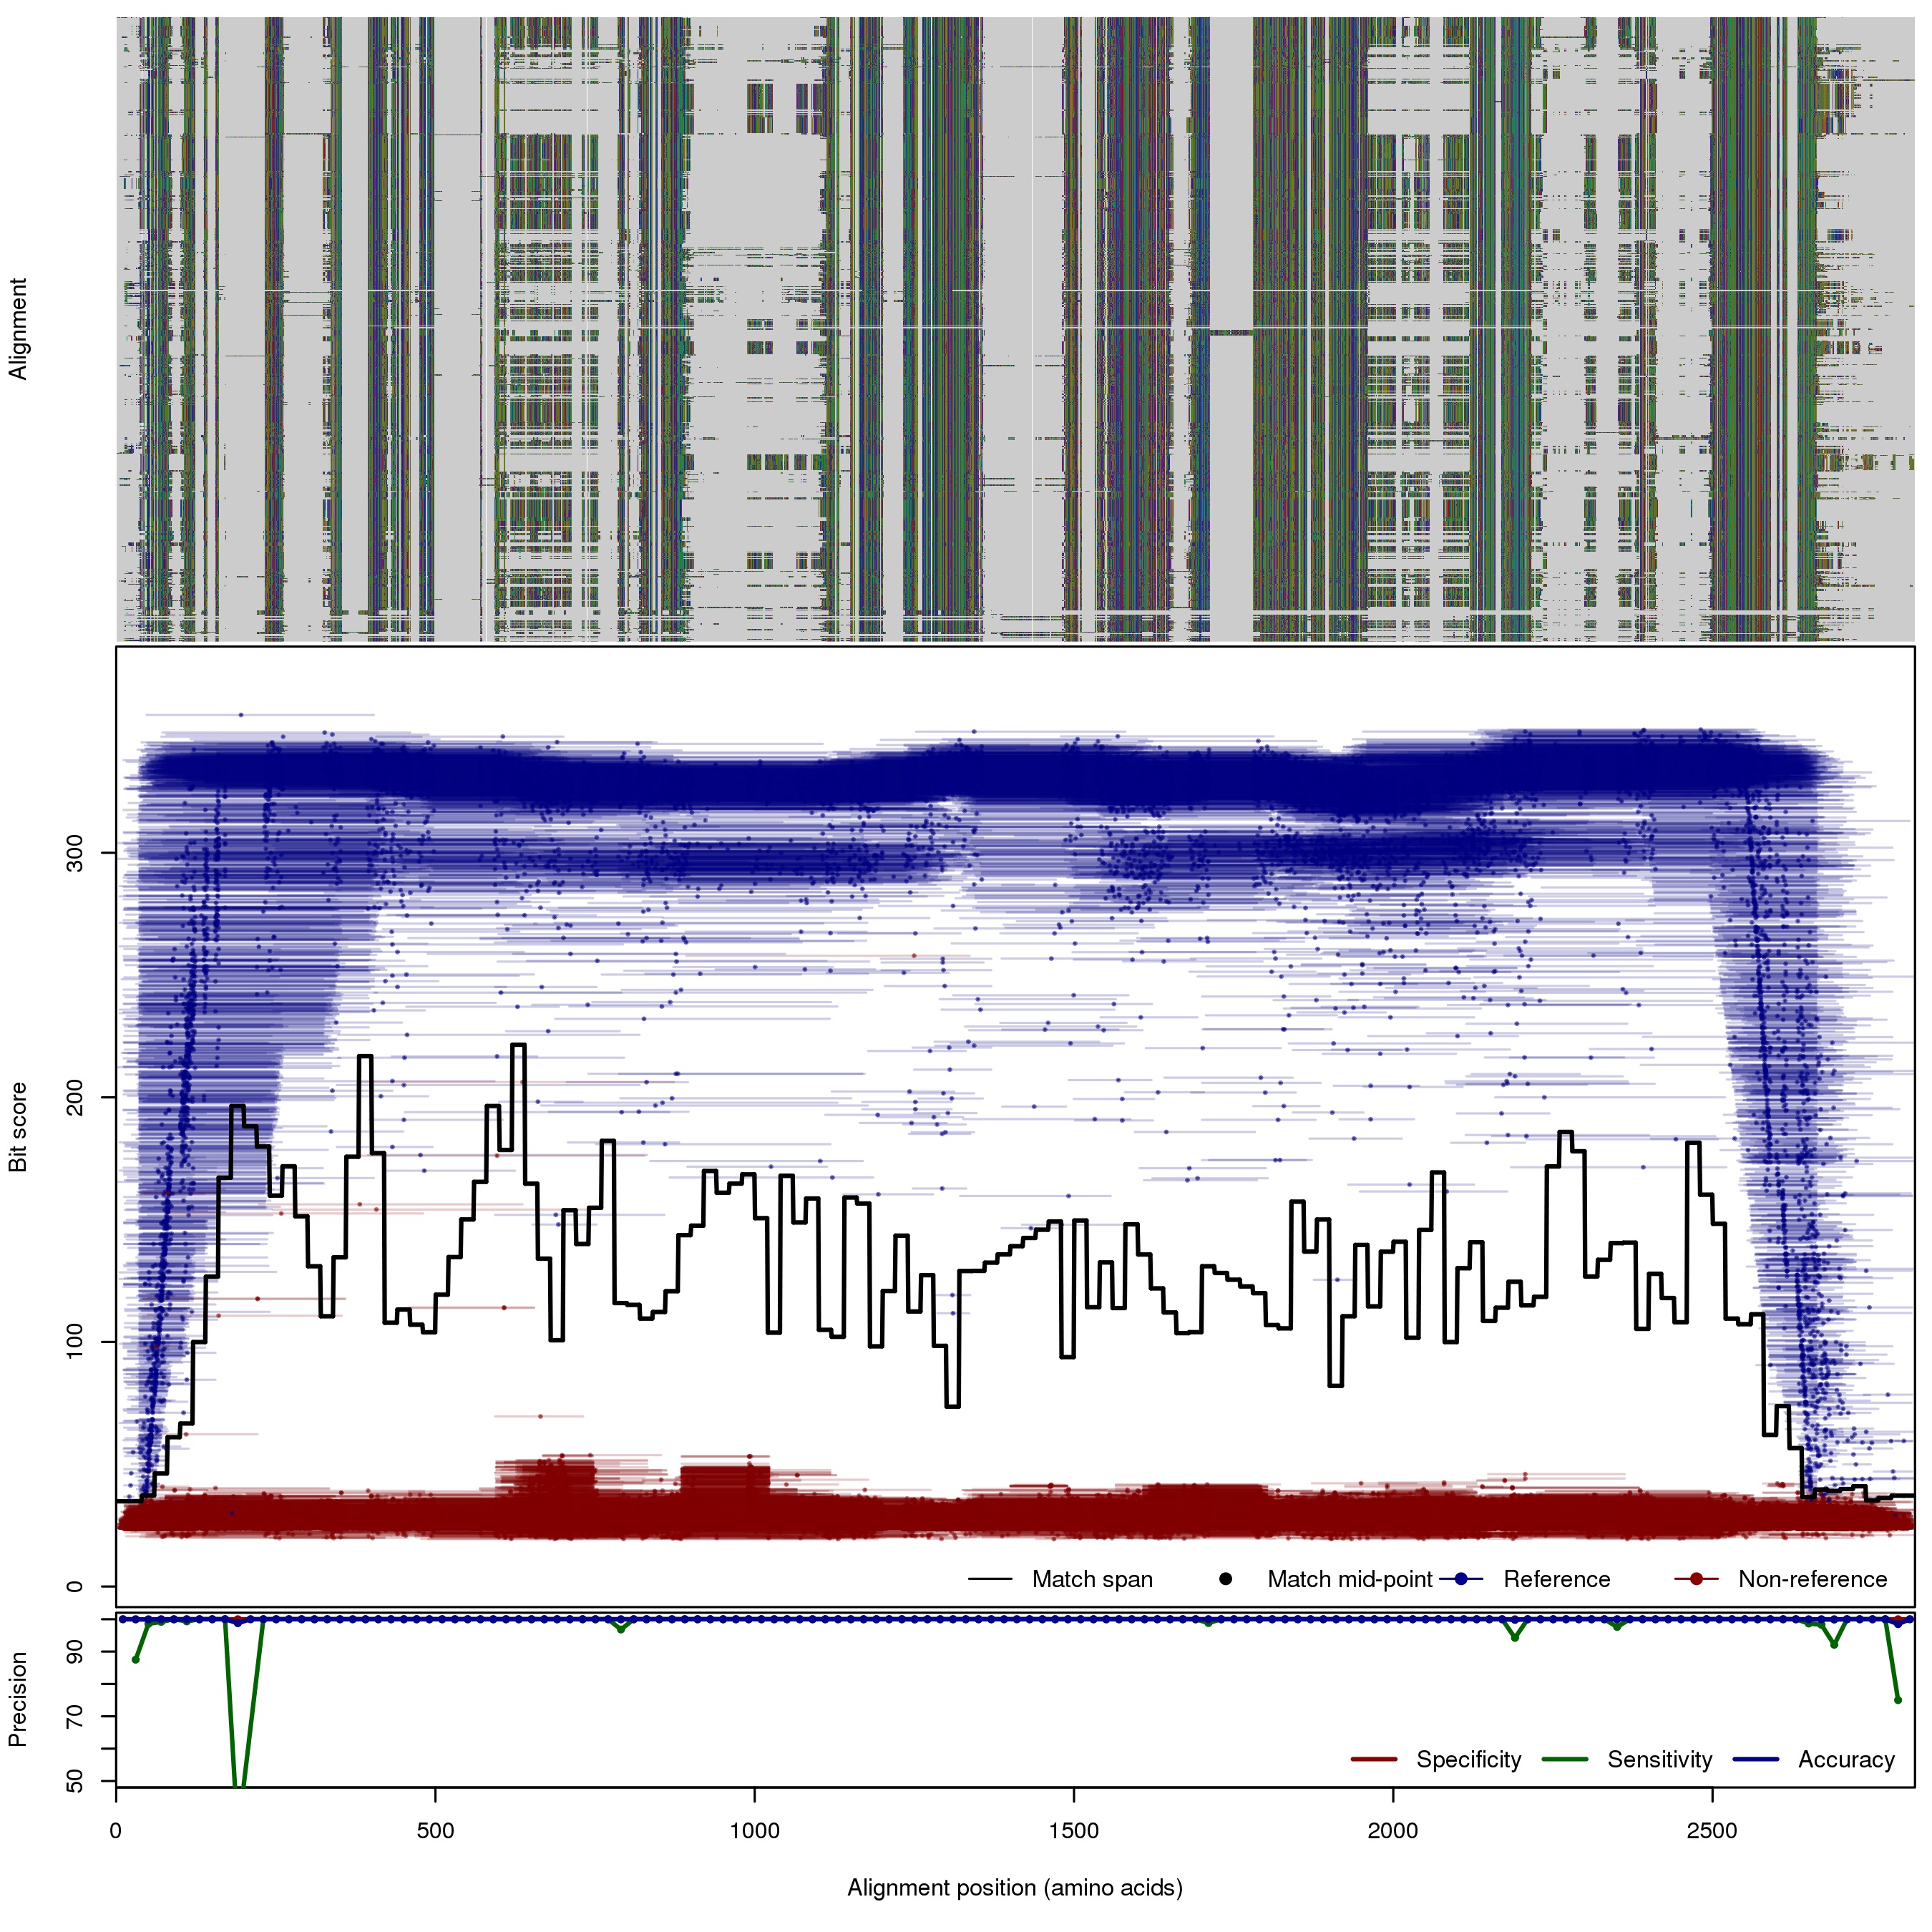 Alignment
Bit score
300
200
100
0
Match span
Match mid-point
Reference
Non-reference
Precision
90
70
50
Specificity
Sensitivity
Accuracy
0
500
1000
1500
2000
2500
Alignment position (amino acids)